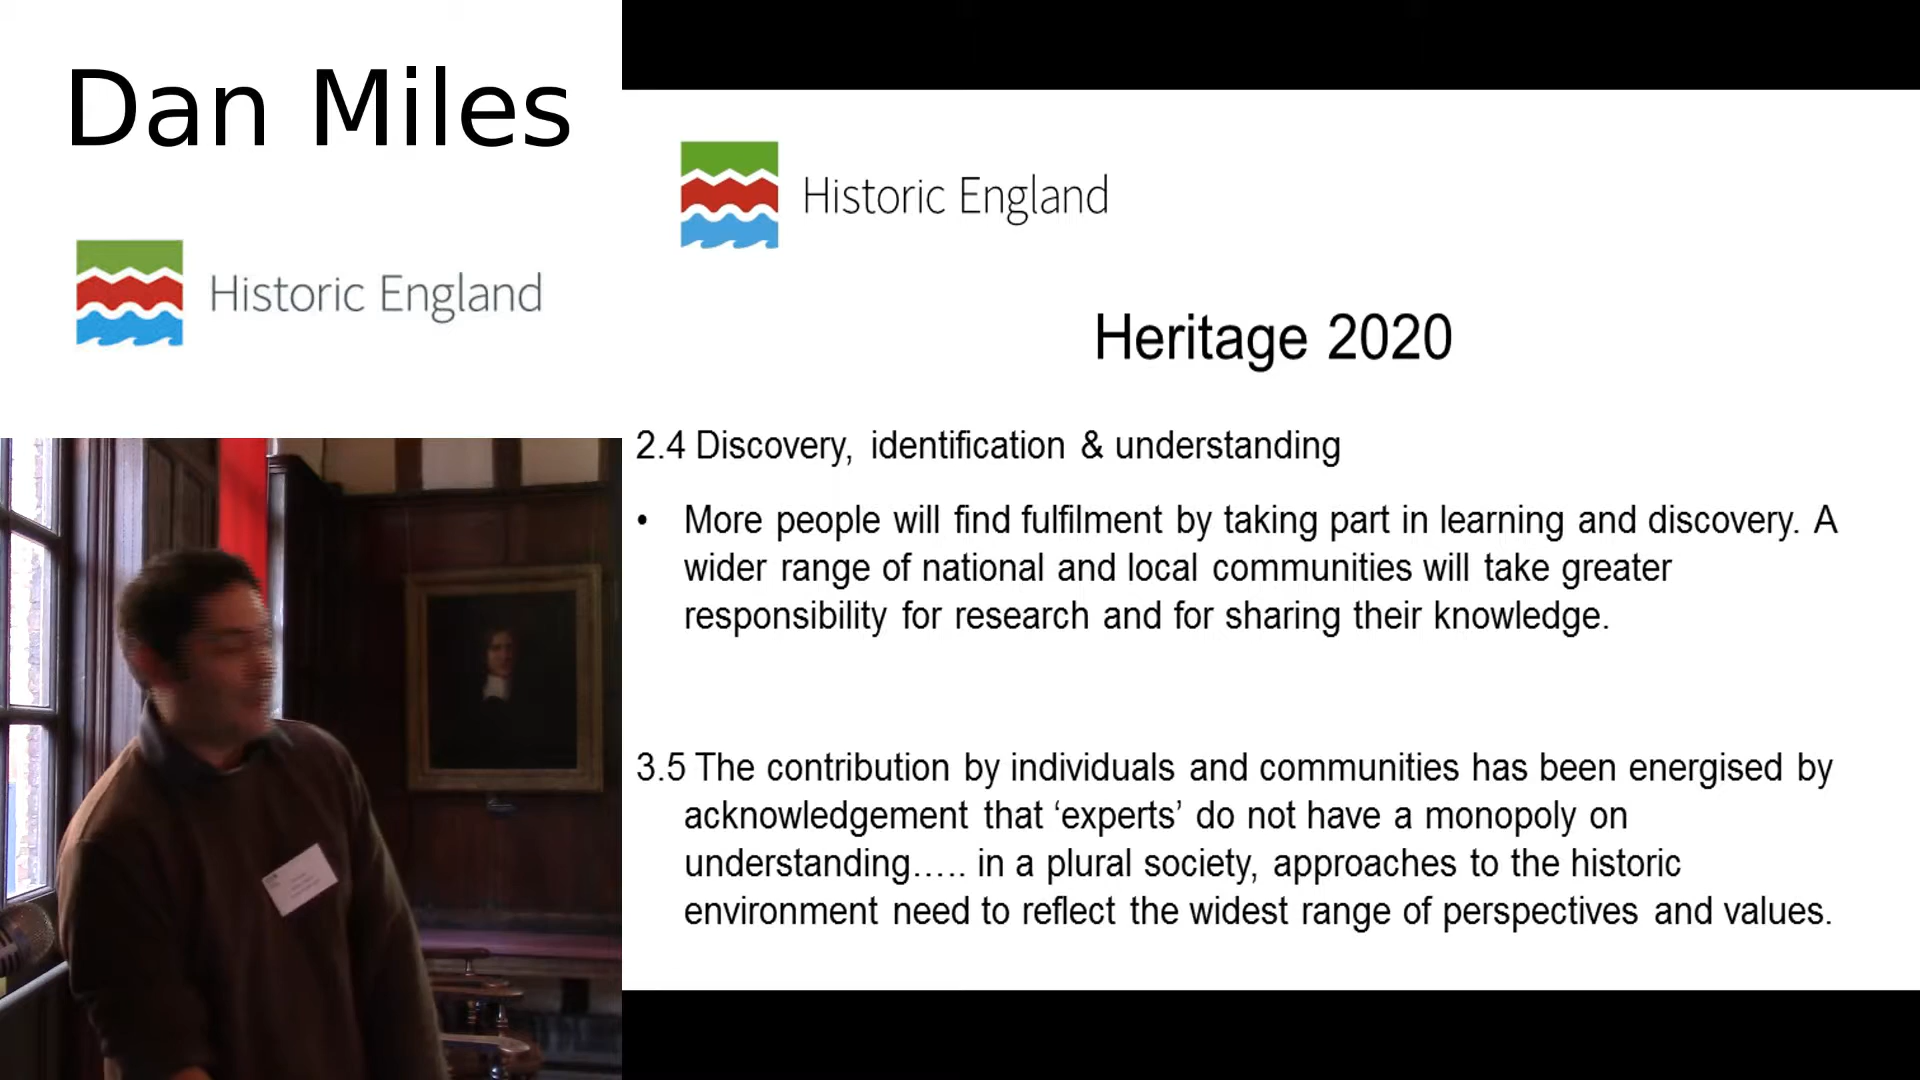 Dan Miles
Historic England
Historic England
Heritage 2020
2.4 Discovery, identification & understanding
• More people will find fulfilment by taking part in learning and discovery. A
wider range of national and local communities will take greater
responsibility for research and for sharing their knowledge.
3.5 The contribution by individuals and communities has been energised by
acknowledgement that ‘experts’ do not have a monopoly on
understanding….. in a plural society, approaches to the historic
environment need to reflect the widest range of perspectives and values.